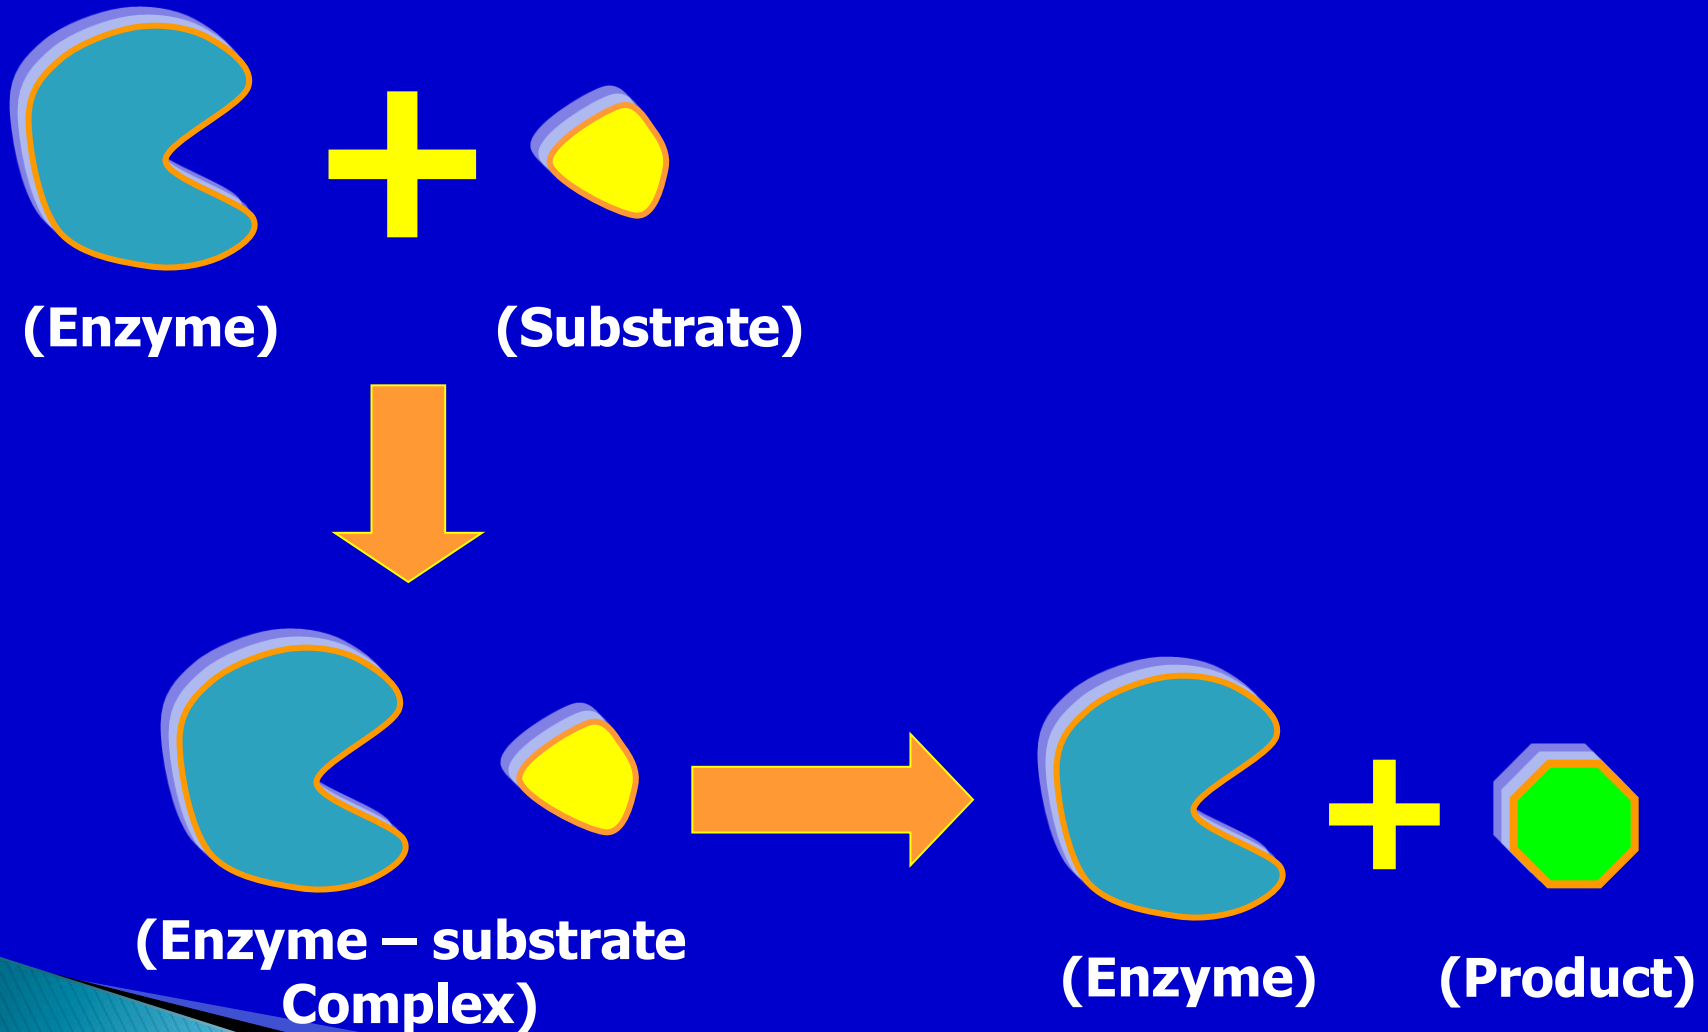 (Enzyme)
(Substrate)
(Enzyme – substrate
Complex)
(Enzyme)
(Product)